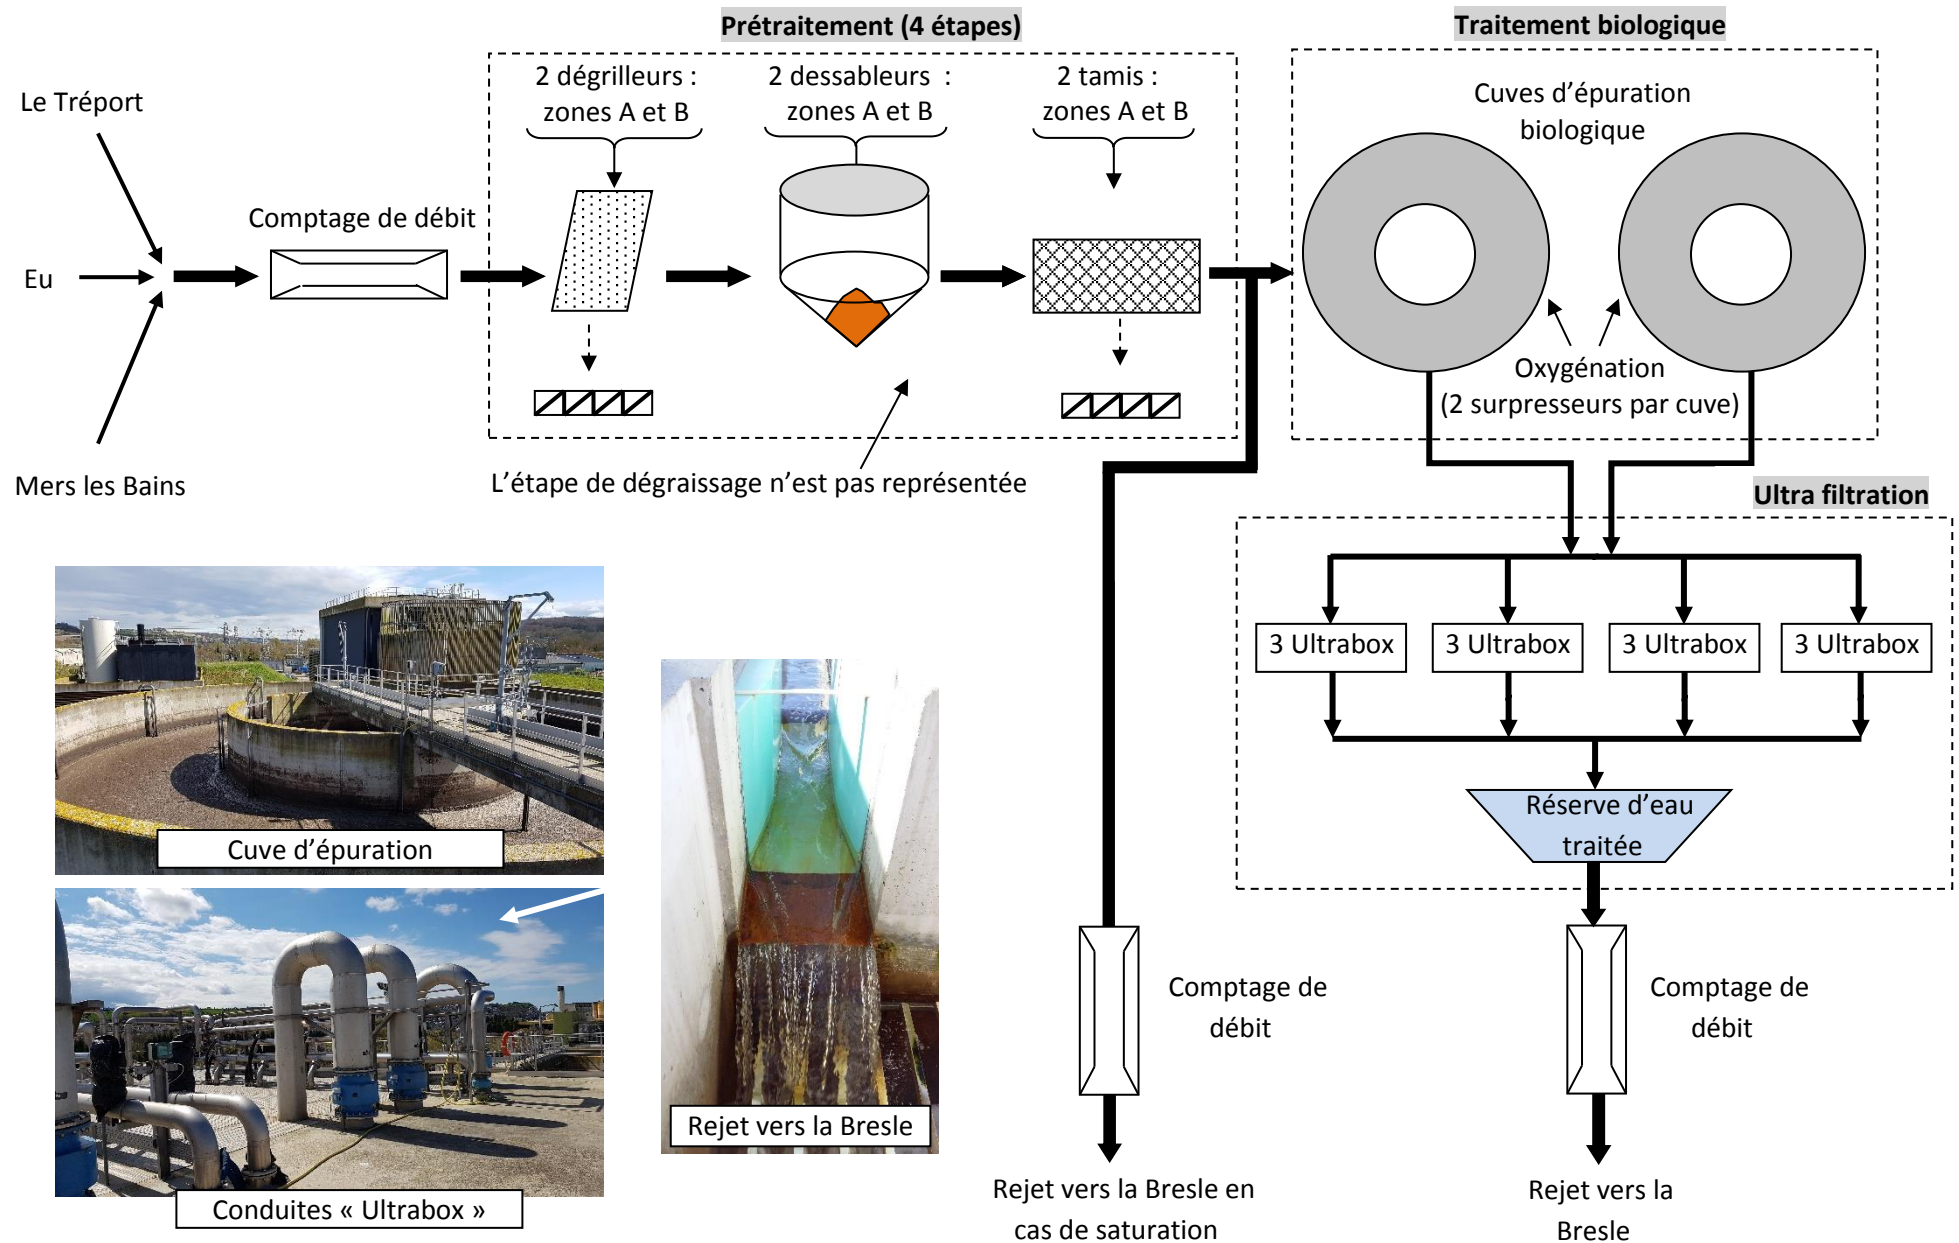 Prétraitement (4 étapes)
Traitement biologique
2 dégrilleurs :
zones A et B
2 dessableurs  :
zones A et B
2 tamis :
zones A et B
Cuves d’épuration
biologique
Le Tréport
Comptage de débit
Eu
Mers les Bains
Oxygénation
(2 surpresseurs par cuve)
L’étape de dégraissage n’est pas représentée
Ultra filtration
3 Ultrabox
3 Ultrabox
3 Ultrabox
3 Ultrabox
Réserve d’eau
traitée
Cuve d’épuration
Comptage de
débit
Comptage de
débit
Rejet vers la Bresle
Conduites « Ultrabox »
Rejet vers la Bresle en
cas de saturation
Rejet vers la
Bresle